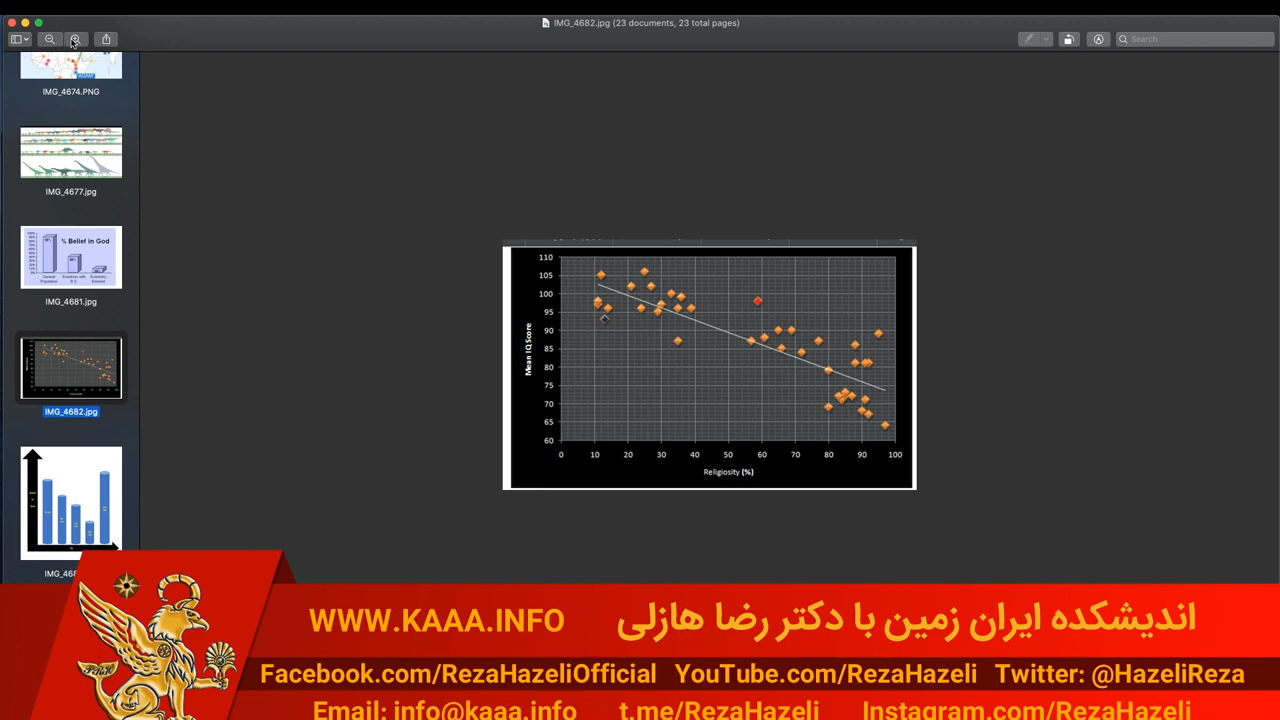 IMG_4682.jpg (23 documents, 23 total pages)
Search
IMG_4674.PNG
IMG_4677.jpg
% Belief in God
IMG_4681.jpg
IMG_4682.jpg
110
105
100
95
90
85
80
75
70
65
60
Mean IQ Score
0 10 20 30 40 50 60 70 80 90 100
Religiosity (%)
WWW.KAAA.INFO اندیشکده ایران زمین با دکتر رضا هازلی
Facebook.com/RezaHazeliOfficial YouTube.com/RezaHazeli Twitter: @HazeliReza
Email: info@kaaa.info t.me/RezaHazeli Instagram.com/RezaHazeli